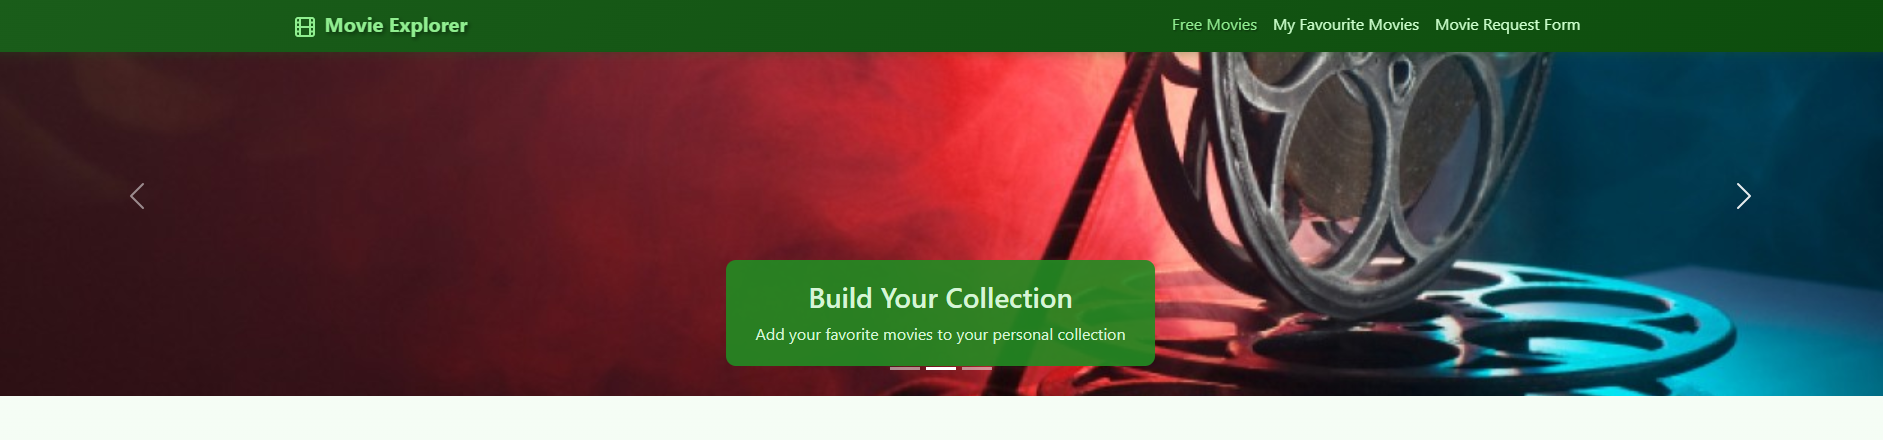 Movie Explorer
Free Movies
My Favourite Movies
Movie Request Form
Build Your Collection
Add your favorite movies to your personal collection